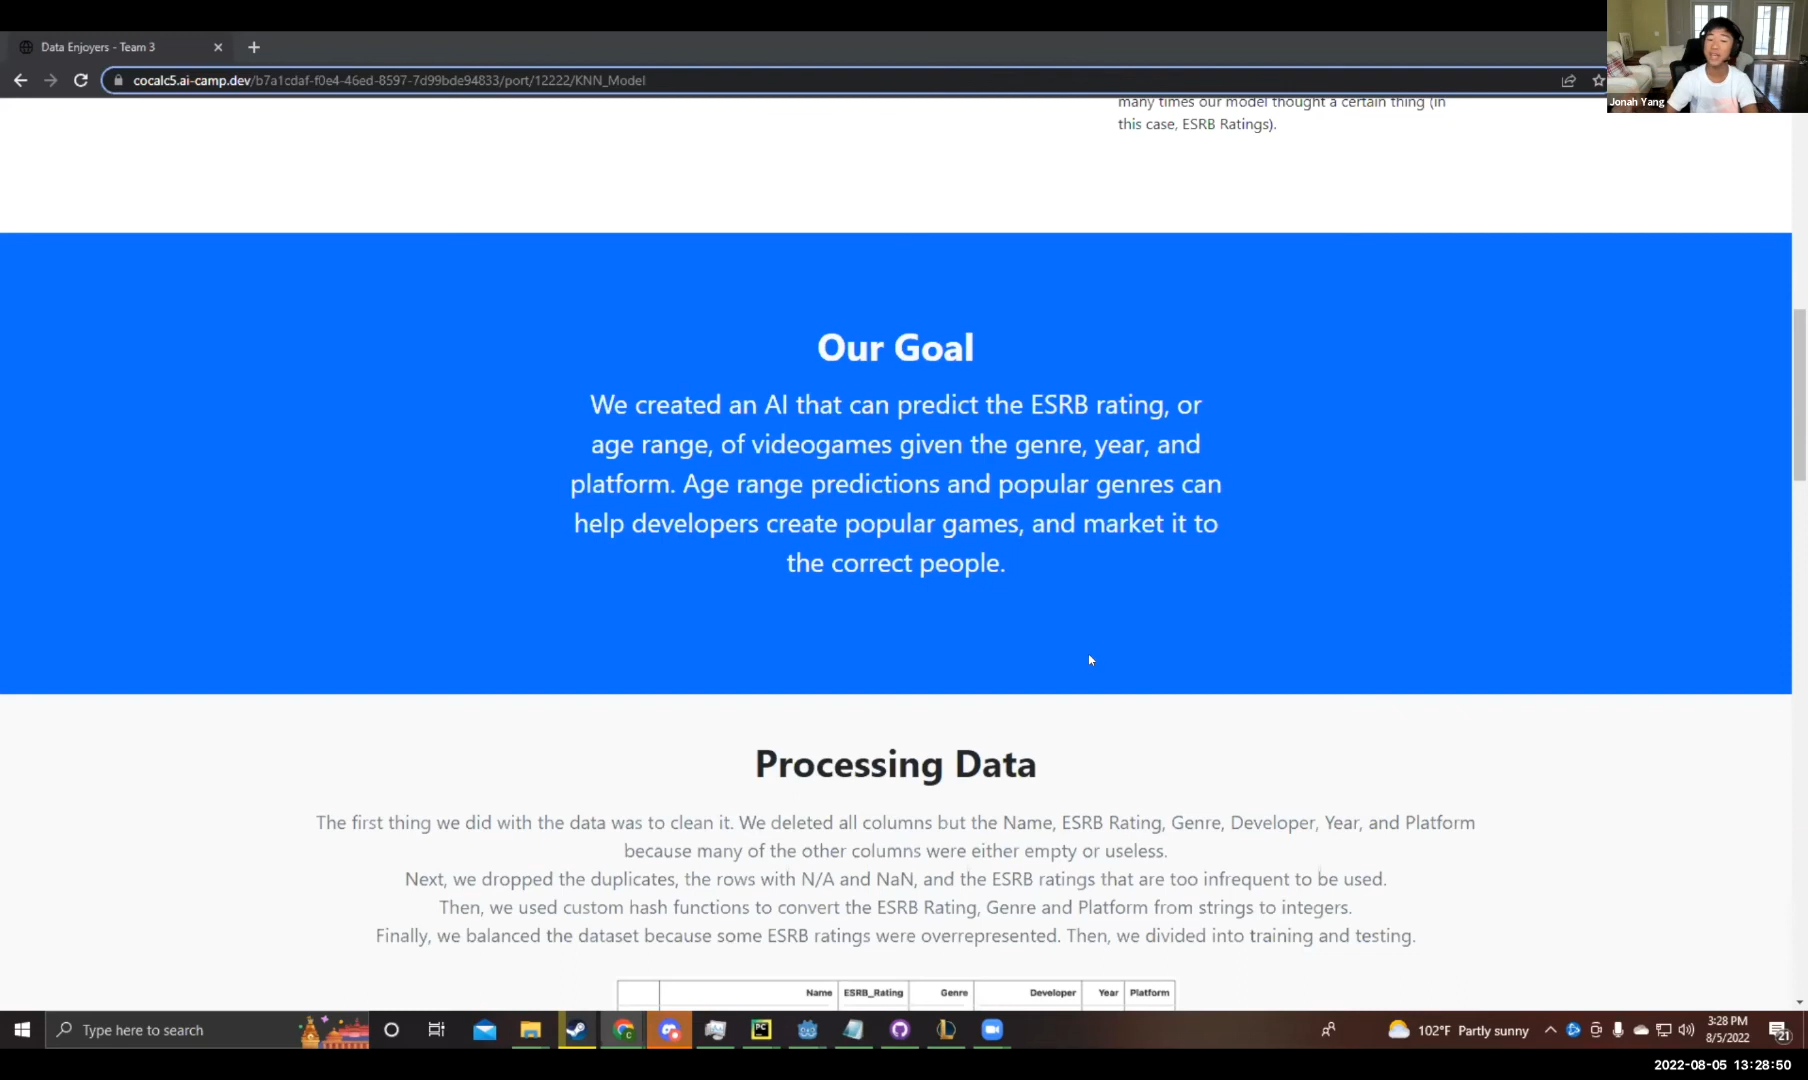 Data Enjoyers - Team 3
cocalc5.ai-camp.dev/b7a1cdaf-f0e4-46ed-8597-7d99bde94833/port/12222/KNN_Model
Jonah Yang
many times our model thought a certain thing (in
this case, ESRB Ratings).
Our Goal
We created an AI that can predict the ESRB rating, or
age range, of videogames given the genre, year, and
platform. Age range predictions and popular genres can
help developers create popular games, and market it to
the correct people.
Processing Data
The first thing we did with the data was to clean it. We deleted all columns but the Name, ESRB Rating, Genre, Developer, Year, and Platform
because many of the other columns were either empty or useless.
Next, we dropped the duplicates, the rows with N/A and NaN, and the ESRB ratings that are too infrequent to be used.
Then, we used custom hash functions to convert the ESRB Rating, Genre and Platform from strings to integers.
Finally, we balanced the dataset because some ESRB ratings were overrepresented. Then, we divided into training and testing.
Name ESRB_Rating Genre Developer Year Platform
Type here to search
PC
102°F Partly sunny
3:28 PM
8/5/2022
21
2022-08-05 13:28:50